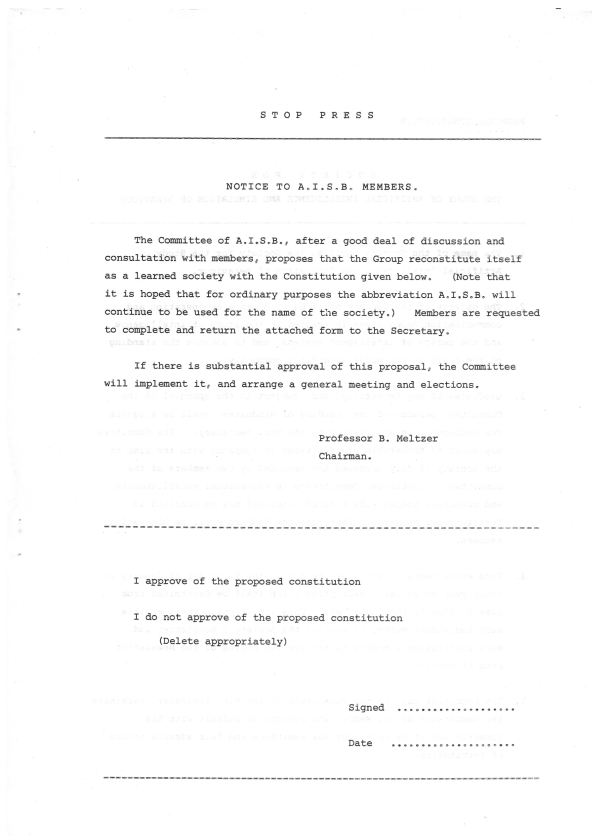 STOP PRESS
NOTICE TO A.I.S.B. MEMBERS.
The Committee of A.I.S.B., after a good deal of discussion and
consultation with members, proposes that the Group reconstitute itself
as a learned society with the Constitution given below. (Note that
it is hoped that for ordinary purposes the abbreviation A.I.S.B. will
continue to be used for the name of the society.) Members are requested
to complete and return the attached form to the Secretary.
If there is substantial approval of this proposal, the Committee
will implement it, and arrange a general meeting and elections.
Professor B. Meltzer
Chairman.
I approve of the proposed constitution
I do not approve of the proposed constitution
(Delete appropriately)
Signed ....................
Date .....................